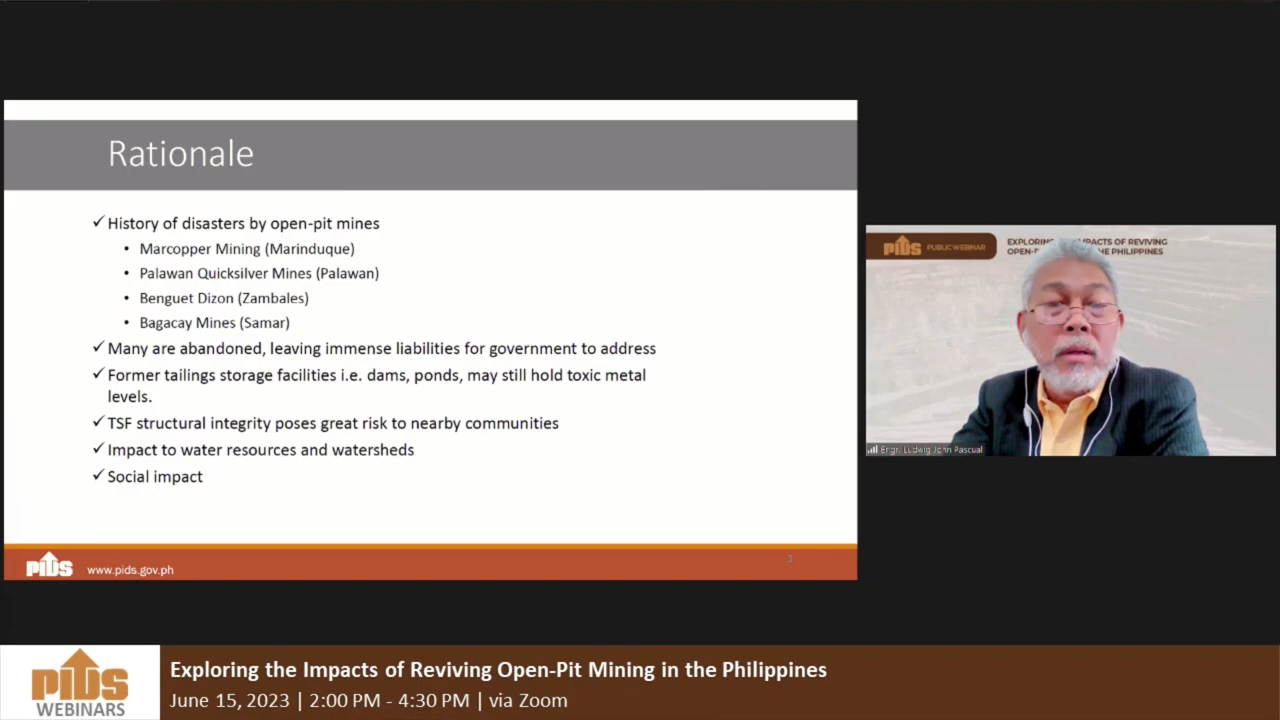 Rationale
✓ History of disasters by open-pit mines
• Marcopper Mining (Marinduque)
• Palawan Quicksilver Mines (Palawan)
• Benguet Dizon (Zambales)
• Bagacay Mines (Samar)
✓ Many are abandoned, leaving immense liabilities for government to address
✓ Former tailings storage facilities i.e. dams, ponds, may still hold toxic metal
levels.
✓ TSF structural integrity poses great risk to nearby communities
✓ Impact to water resources and watersheds
✓ Social impact
3
PIDS www.pids.gov.ph
PIDS PUBLIC WEBINAR
EXPLORING IMPACTS OF REVIVING
THE PHILIPPINES
Engr. Ludwig John Pascual
PIDS
WEBINARS
Exploring the Impacts of Reviving Open-Pit Mining in the Philippines
June 15, 2023 | 2:00 PM - 4:30 PM | via Zoom